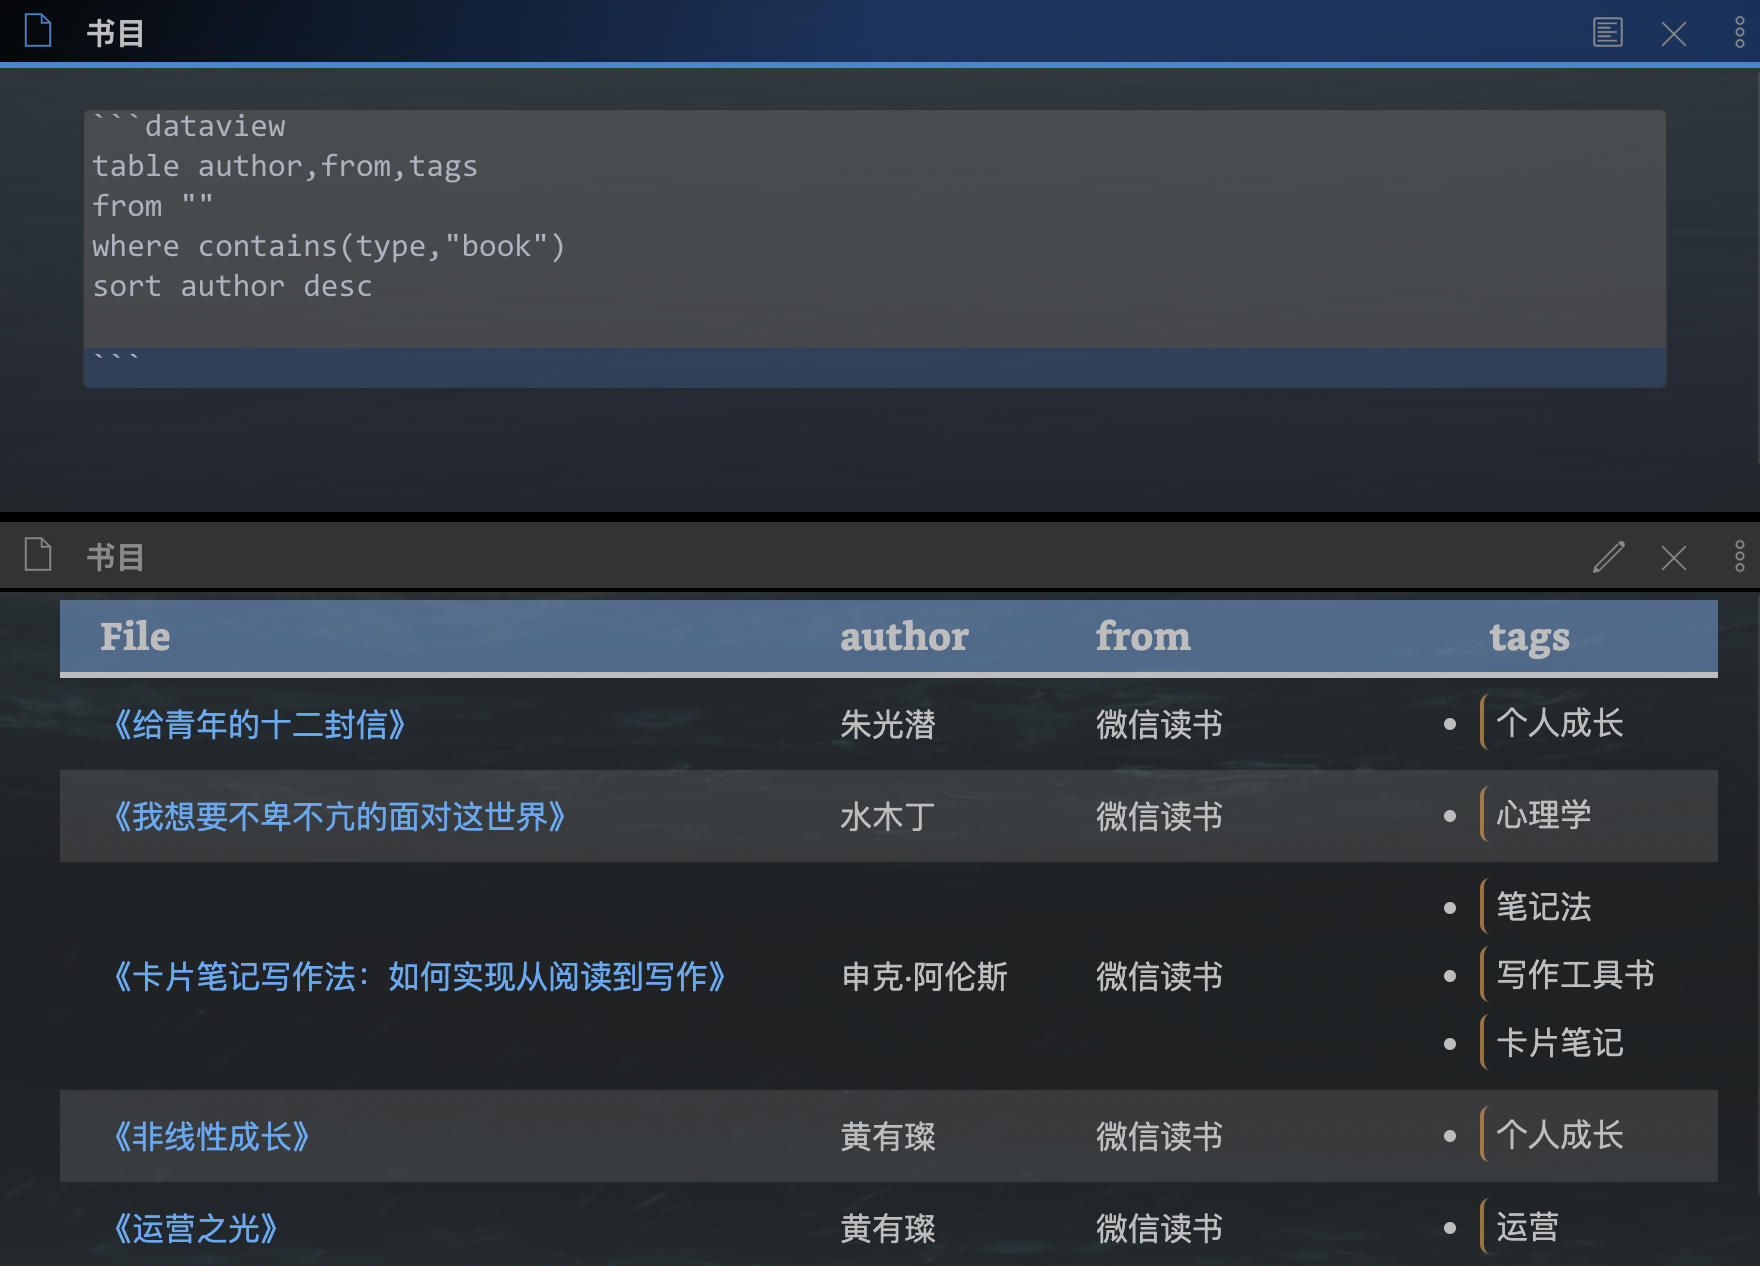 书目
```dataview
table author,from,tags
from ""
where contains(type,"book")
sort author desc
```
书目
File author from tags
《给青年的十二封信》 朱光潜 微信读书 个人成长
《我想要不卑不亢的面对这世界》 水木丁 微信读书 心理学
笔记法
《卡片笔记写作法：如何实现从阅读到写作》 申克·阿伦斯 微信读书 写作工具书
卡片笔记
《非线性成长》 黄有璨 微信读书 个人成长
《运营之光》 黄有璨 微信读书 运营